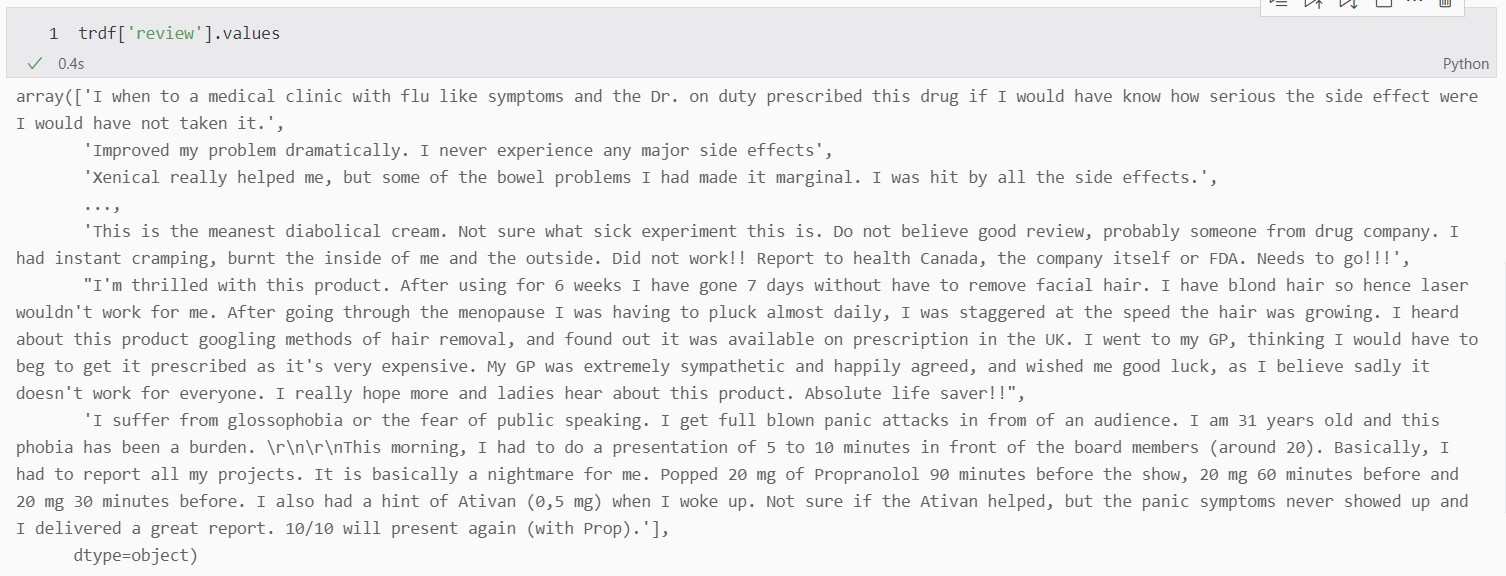 1 trdf['review'].values
0.4s
Python
array(['I when to a medical clinic with flu like symptoms and the Dr. on duty prescribed this drug if I would have know how serious the side effect were
I would have not taken it.',
'Improved my problem dramatically. I never experience any major side effects',
'Xenical really helped me, but some of the bowel problems I had made it marginal. I was hit by all the side effects.',
...,
'This is the meanest diabolical cream. Not sure what sick experiment this is. Do not believe good review, probably someone from drug company. I
had instant cramping, burnt the inside of me and the outside. Did not work!! Report to health Canada, the company itself or FDA. Needs to go!!!',
"I'm thrilled with this product. After using for 6 weeks I have gone 7 days without have to remove facial hair. I have blond hair so hence laser
wouldn't work for me. After going through the menopause I was having to pluck almost daily, I was staggered at the speed the hair was growing. I heard
about this product googling methods of hair removal, and found out it was available on prescription in the UK. I went to my GP, thinking I would have to
beg to get it prescribed as it's very expensive. My GP was extremely sympathetic and happily agreed, and wished me good luck, as I believe sadly it
doesn't work for everyone. I really hope more and ladies hear about this product. Absolute life saver!!",
'I suffer from glossophobia or the fear of public speaking. I get full blown panic attacks in from of an audience. I am 31 years old and this
phobia has been a burden. \r\n\r\nThis morning, I had to do a presentation of 5 to 10 minutes in front of the board members (around 20). Basically, I
had to report all my projects. It is basically a nightmare for me. Popped 20 mg of Propranolol 90 minutes before the show, 20 mg 60 minutes before and
20 mg 30 minutes before. I also had a hint of Ativan (0,5 mg) when I woke up. Not sure if the Ativan helped, but the panic symptoms never showed up and
I delivered a great report. 10/10 will present again (with Prop).'],
dtype=object)